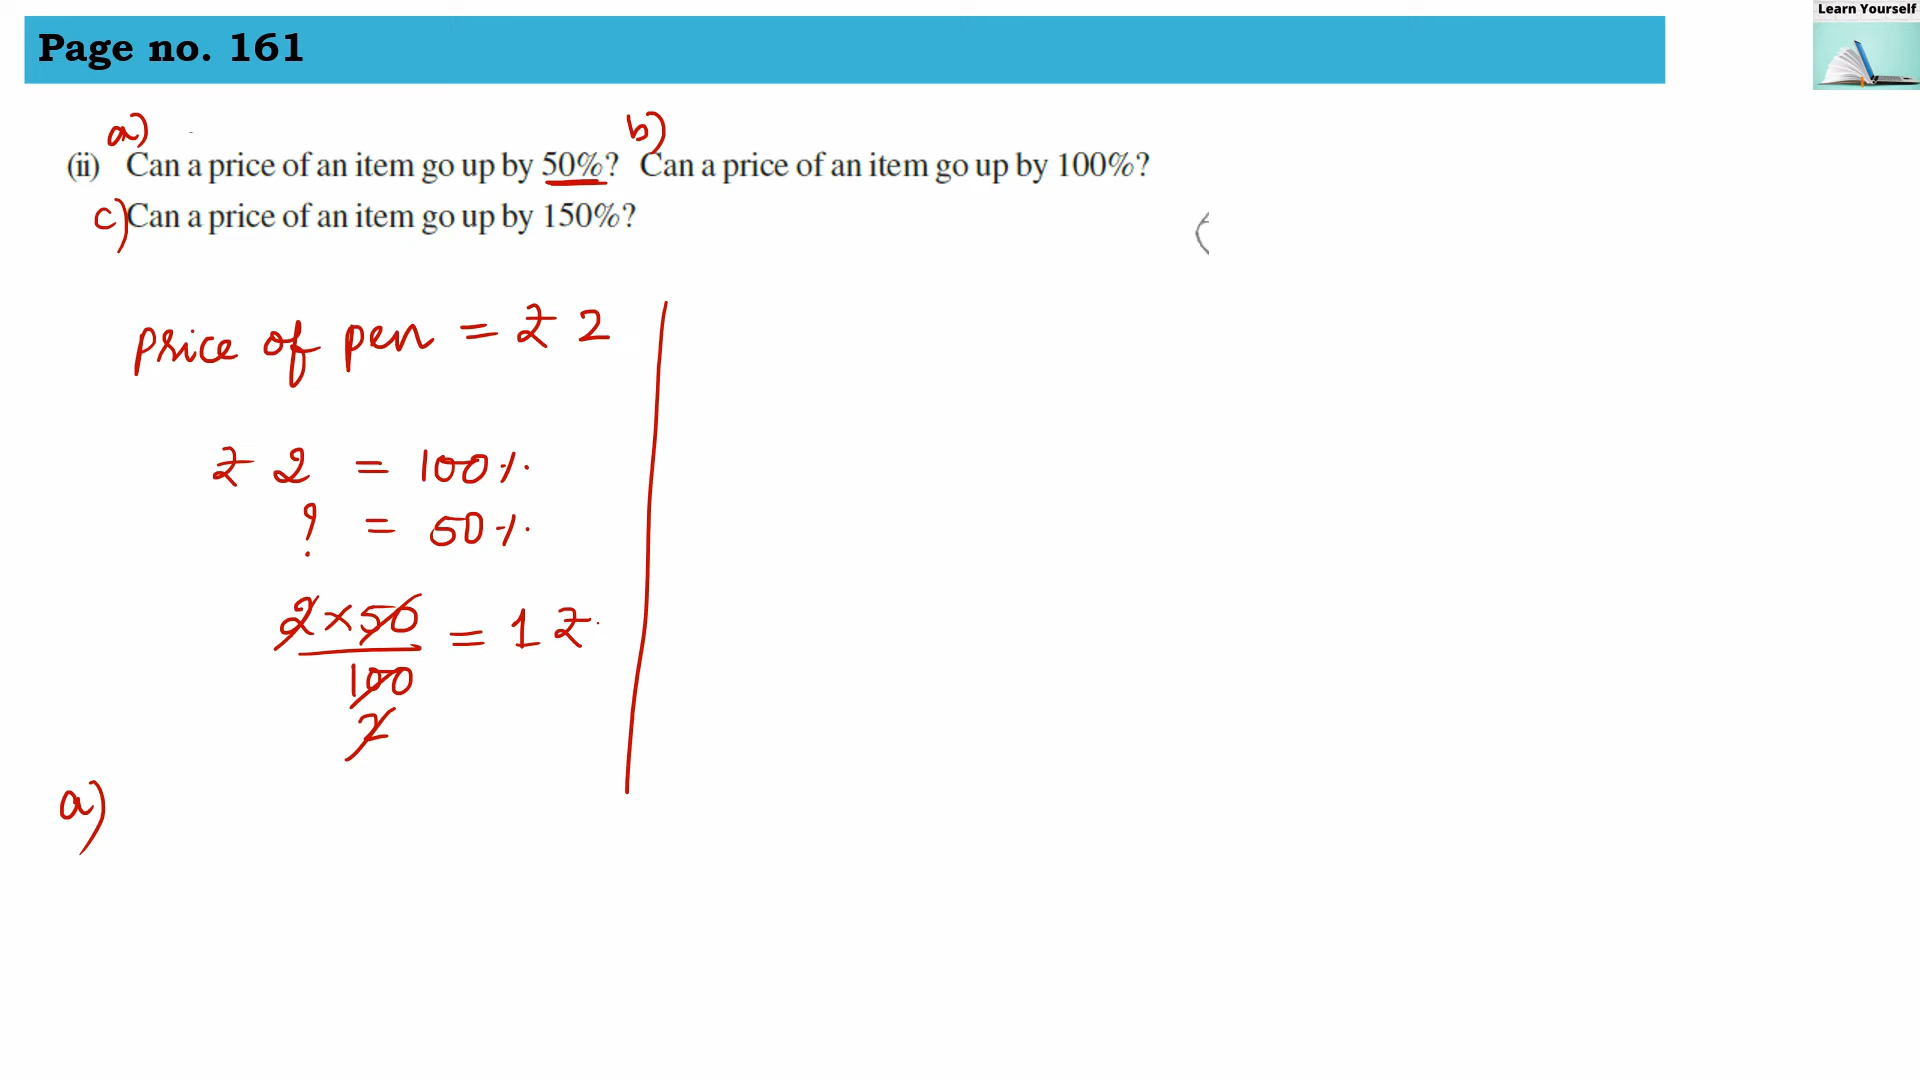 Learn Yourself
Page no. 161
a) b)
(ii) Can a price of an item go up by 50%? Can a price of an item go up by 100%?
c) Can a price of an item go up by 150%?
price of pen = ₹ 2
₹ 2 = 100%
? = 50%
2 × 50 = 1 ₹
100
2
a)